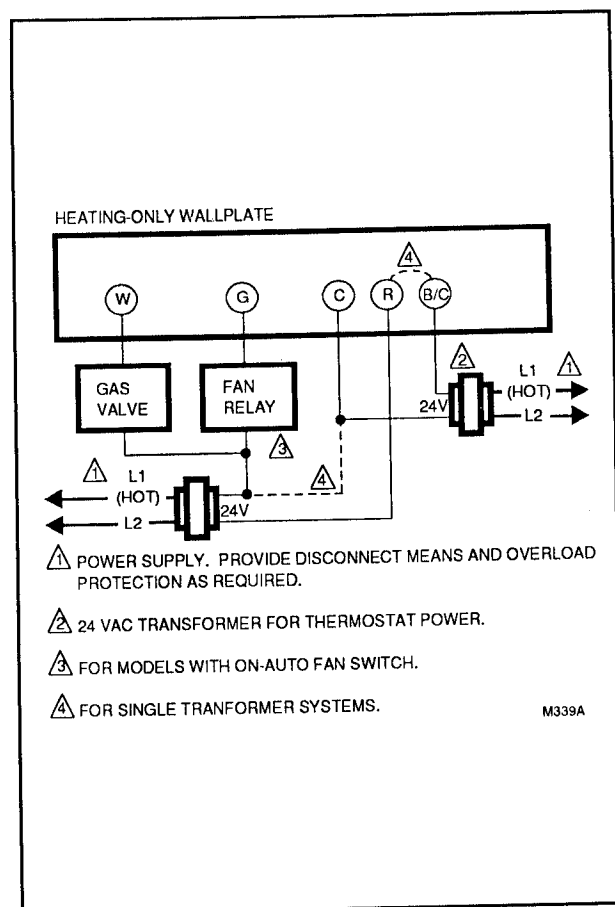 HEATING-ONLY WALLPLATE
4
W
G
C
R
B/C
GAS
VALVE
FAN
RELAY
2
L1
1
(HOT)
24V
L2
3
1
L1
4
(HOT)
24V
L2
1 POWER SUPPLY. PROVIDE DISCONNECT MEANS AND OVERLOAD
PROTECTION AS REQUIRED.
2 24 VAC TRANSFORMER FOR THERMOSTAT POWER.
3 FOR MODELS WITH ON-AUTO FAN SWITCH.
4 FOR SINGLE TRANFORMER SYSTEMS.
M339A